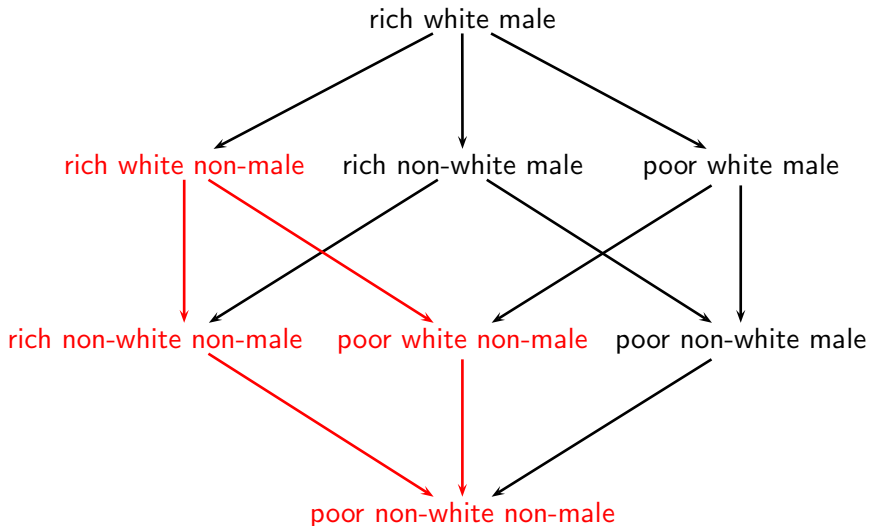 rich white male
rich white non-male
rich non-white male
poor white male
rich non-white non-male
poor white non-male
poor non-white male
poor non-white non-male